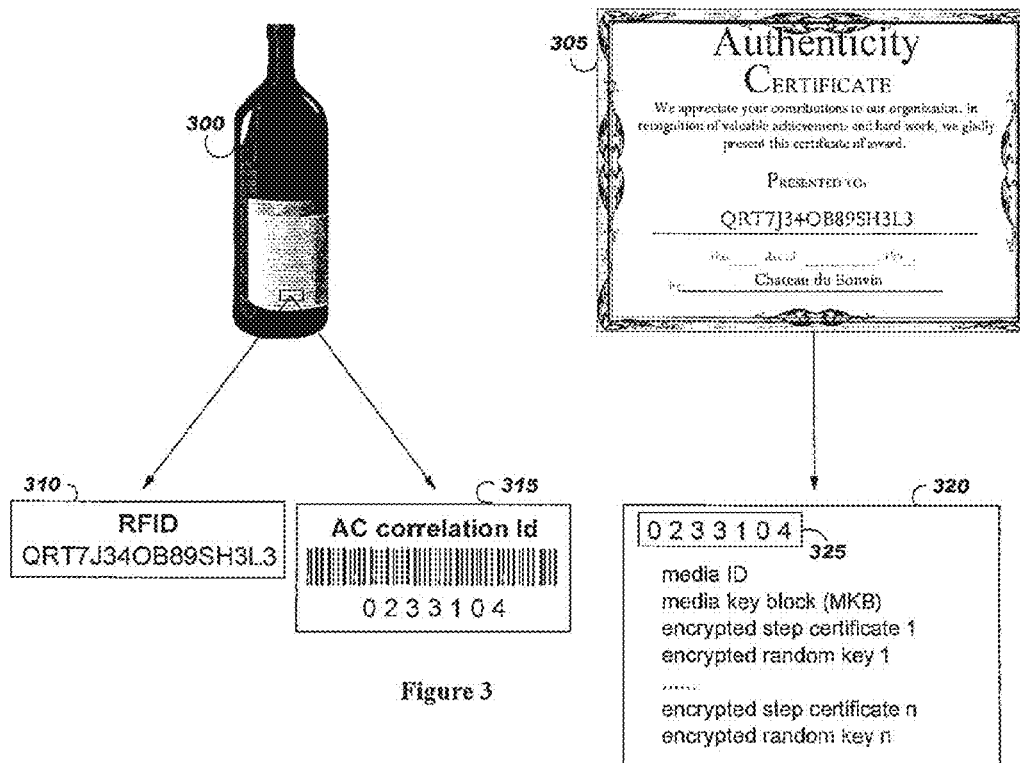 300
305
Authenticity
CERTIFICATE
We appreciate your contributions to our organization. In
recognition of valuable achievements and hard work, we gladly
present this certificate of award.
PRESENTED TO:
QRT7J34OB89SH3L3
Chateau du Bonvin
310
RFID
QRT7J34OB89SH3L3
315
AC correlation Id
0233104
320
0233104
325
media ID
media key block (MKB)
encrypted step certificate 1
encrypted random key 1
......
encrypted step certificate n
encrypted random key n
Figure 3